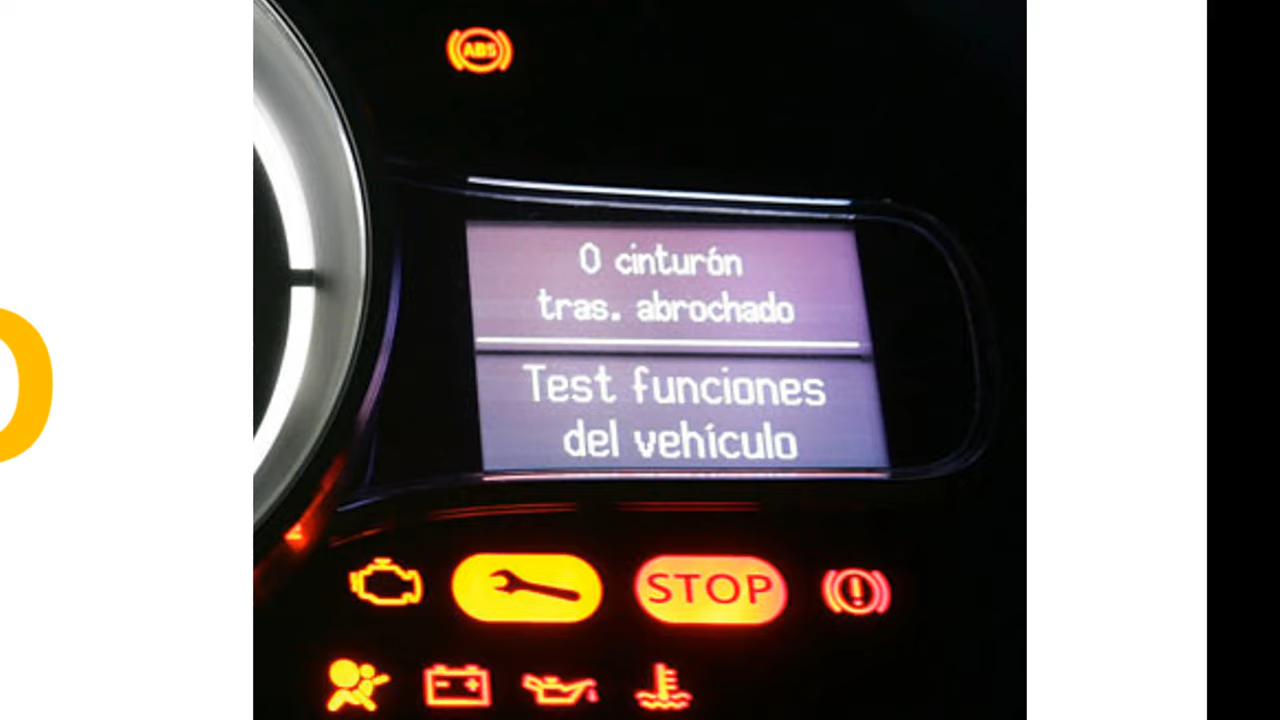 ABS
0 cinturón
tras. abrochado
Test funciones
del vehículo
STOP